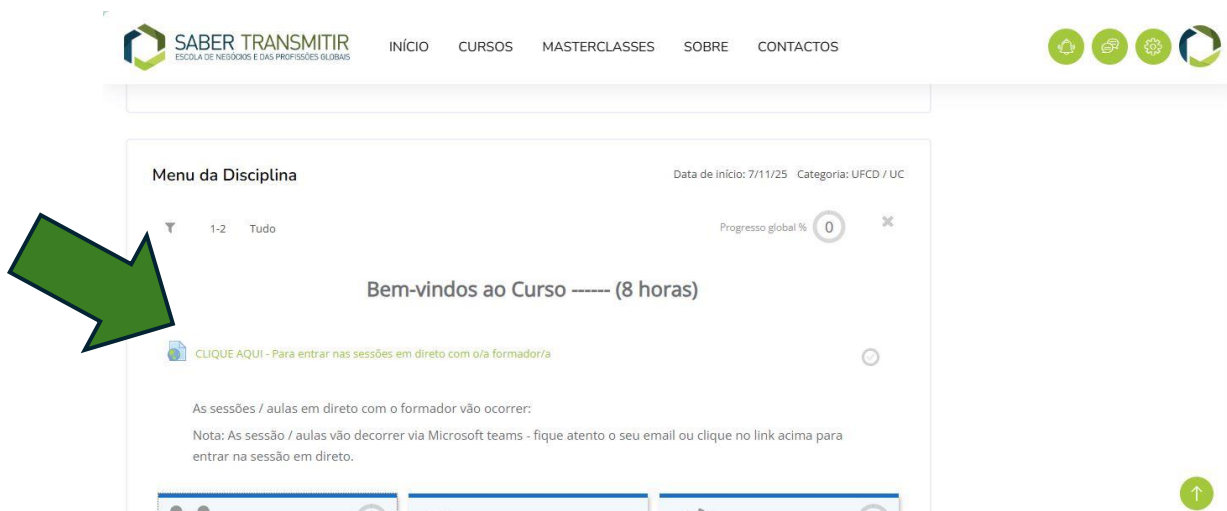 SABER TRANSMITIR
ESCOLA DE NEGÓCIOS E DAS PROFISSÕES GLOBAIS
INÍCIO CURSOS MASTERCLASSES SOBRE CONTACTOS
Menu da Disciplina
Data de início: 7/11/25 Categoria: UFCD / UC
1-2 Tudo
Progresso global % 0
Bem-vindos ao Curso ------ (8 horas)
CLIQUE AQUI - Para entrar nas sessões em direto com o/a formador/a
As sessões / aulas em direto com o formador vão ocorrer:
Nota: As sessão / aulas vão decorrer via Microsoft teams - fique atento o seu email ou clique no link acima para
entrar na sessão em direto.